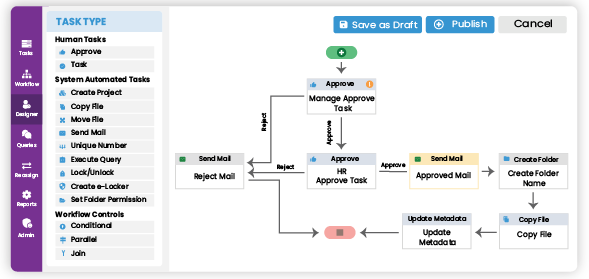 Tasks
Workflow
Designer
Queries
Reassign
Reports
Admin
TASK TYPE
Human Tasks
Approve
Task
System Automated Tasks
Create Project
Copy File
Move File
Send Mail
Unique Number
Execute Query
Lock/Unlock
Create e-Locker
Set Folder Permission
Workflow Controls
Conditional
Parallel
Join
Save as Draft
Publish
Cancel
Approve
Manage Approve
Task
Reject
Approve
Send Mail
Reject Mail
Reject
Approve
HR
Approve Task
Approve
Send Mail
Approved Mail
Create Folder
Create Folder
Name
Update Metadata
Update
Metadata
Copy File
Copy File